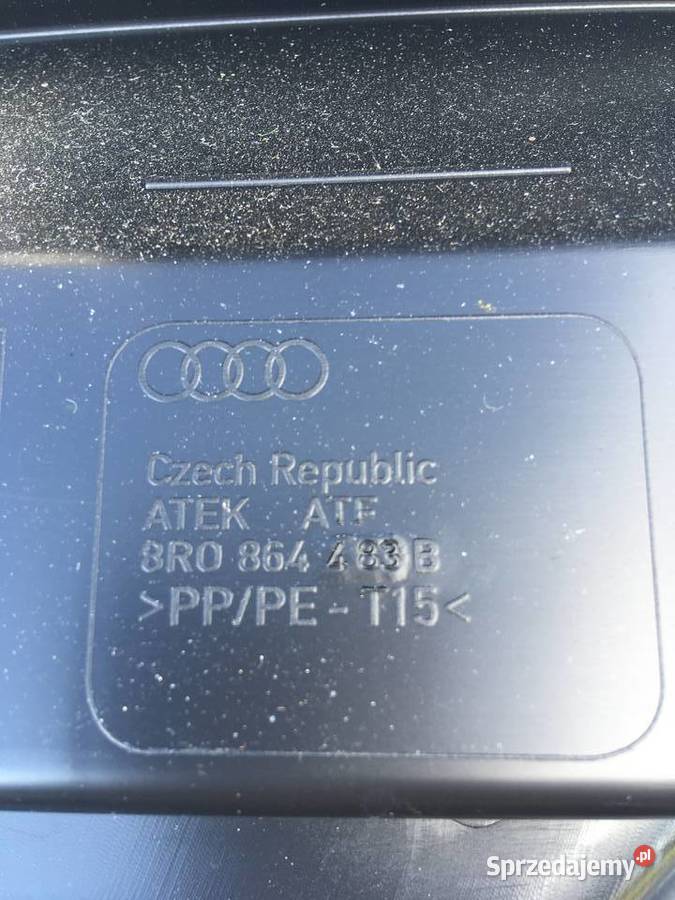 Czech Republic
ATEK ATF
8R0 864 483 B
>PP/PE-T15<
Sprzedajemy.pl